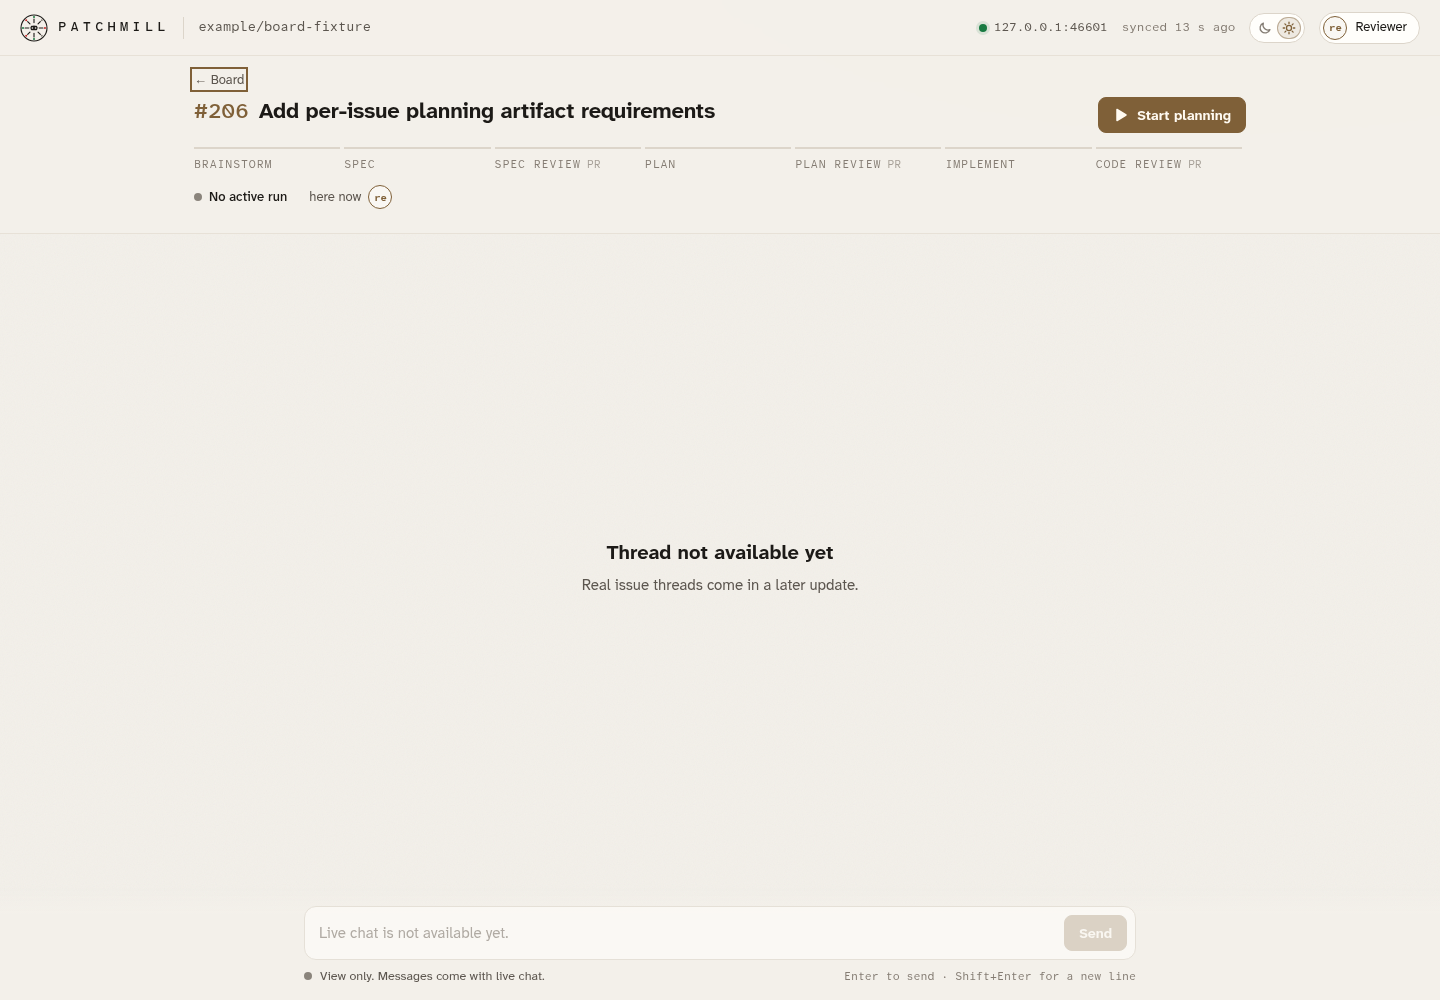 PATCHMILL
example/board-fixture
127.0.0.1:46601
synced 13 s ago
re
Reviewer
← Board
#206 Add per-issue planning artifact requirements
Start planning
BRAINSTORM
SPEC
SPEC REVIEW PR
PLAN
PLAN REVIEW PR
IMPLEMENT
CODE REVIEW PR
No active run
here now
re
Thread not available yet
Real issue threads come in a later update.
Live chat is not available yet.
Send
View only. Messages come with live chat.
Enter to send · Shift+Enter for a new line